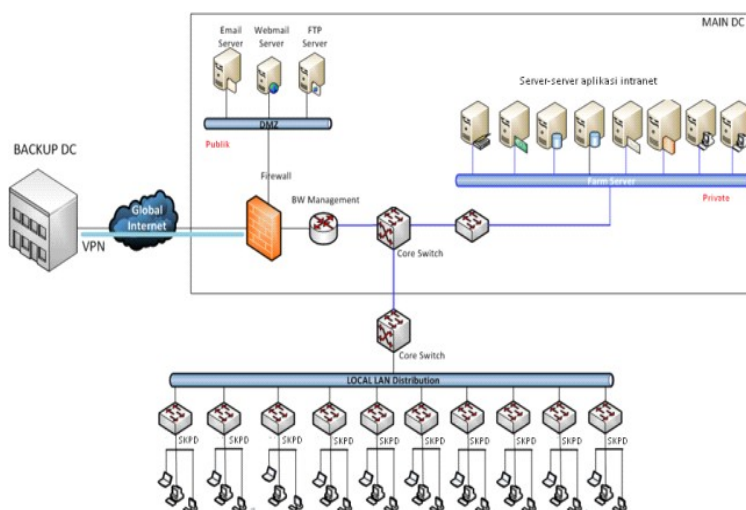 MAIN DC
Email
Server
Webmail
Server
FTP
Server
Server-server aplikasi intranet
DMZ
Publik
BACKUP DC
Firewall
Farm Server
Private
Global
Internet
BW Management
VPN
Core Switch
Core Switch
LOCAL LAN Distribution
SKPD
SKPD
SKPD
SKPD
SKPD
SKPD
SKPD
SKPD
SKPD